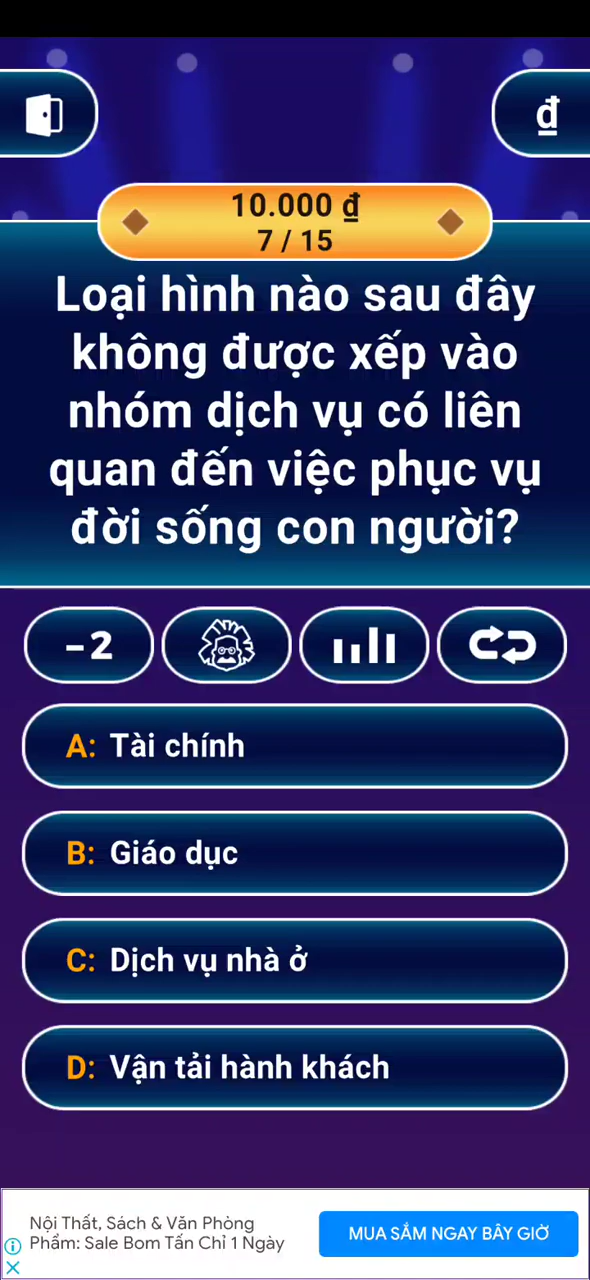 ₫
10.000 ₫
7 / 15
Loại hình nào sau đây
không được xếp vào
nhóm dịch vụ có liên
quan đến việc phục vụ
đời sống con người?
-2
A: Tài chính
B: Giáo dục
C: Dịch vụ nhà ở
D: Vận tải hành khách
Nội Thất, Sách & Văn Phòng
Phẩm: Sale Bom Tấn Chỉ 1 Ngày
MUA SẮM NGAY BÂY GIỜ